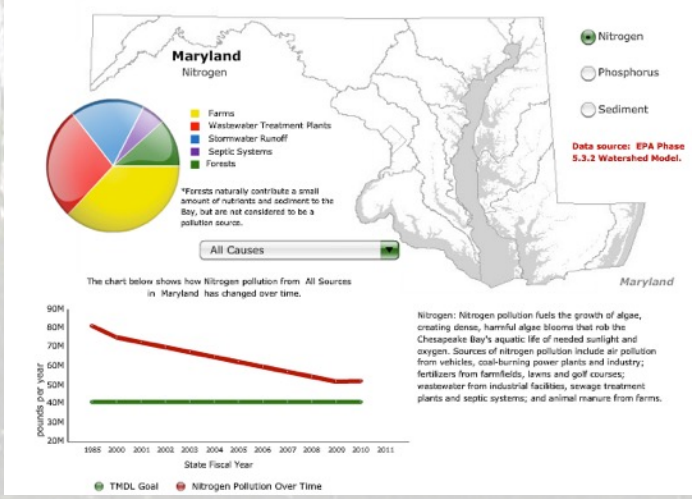 Maryland
Nitrogen
Nitrogen
Phosphorus
Sediment
Data source: EPA Phase
5.3.2 Watershed Model.
Farms
Wastewater Treatment Plants
Stormwater Runoff
Septic Systems
Forests
*Forests naturally contribute a small
amount of nutrients and sediment to the
Bay, but are not considered to be a
pollution source.
All Causes
Maryland
The chart below shows how Nitrogen pollution from All Sources
in Maryland has changed over time.
90M
80M
70M
60M
50M
40M
30M
20M
pounds per year
1985 2000 2001 2002 2003 2004 2005 2006 2007 2008 2009 2010 2011
State Fiscal Year
TMDL Goal
Nitrogen Pollution Over Time
Nitrogen: Nitrogen pollution fuels the growth of algae,
creating dense, harmful algae blooms that rob the
Chesapeake Bay's aquatic life of needed sunlight and
oxygen. Sources of nitrogen pollution include air pollution
from vehicles, coal-burning power plants and industry;
fertilizers from farmfields, lawns and golf courses;
wastewater from industrial facilities, sewage treatment
plants and septic systems; and animal manure from farms.